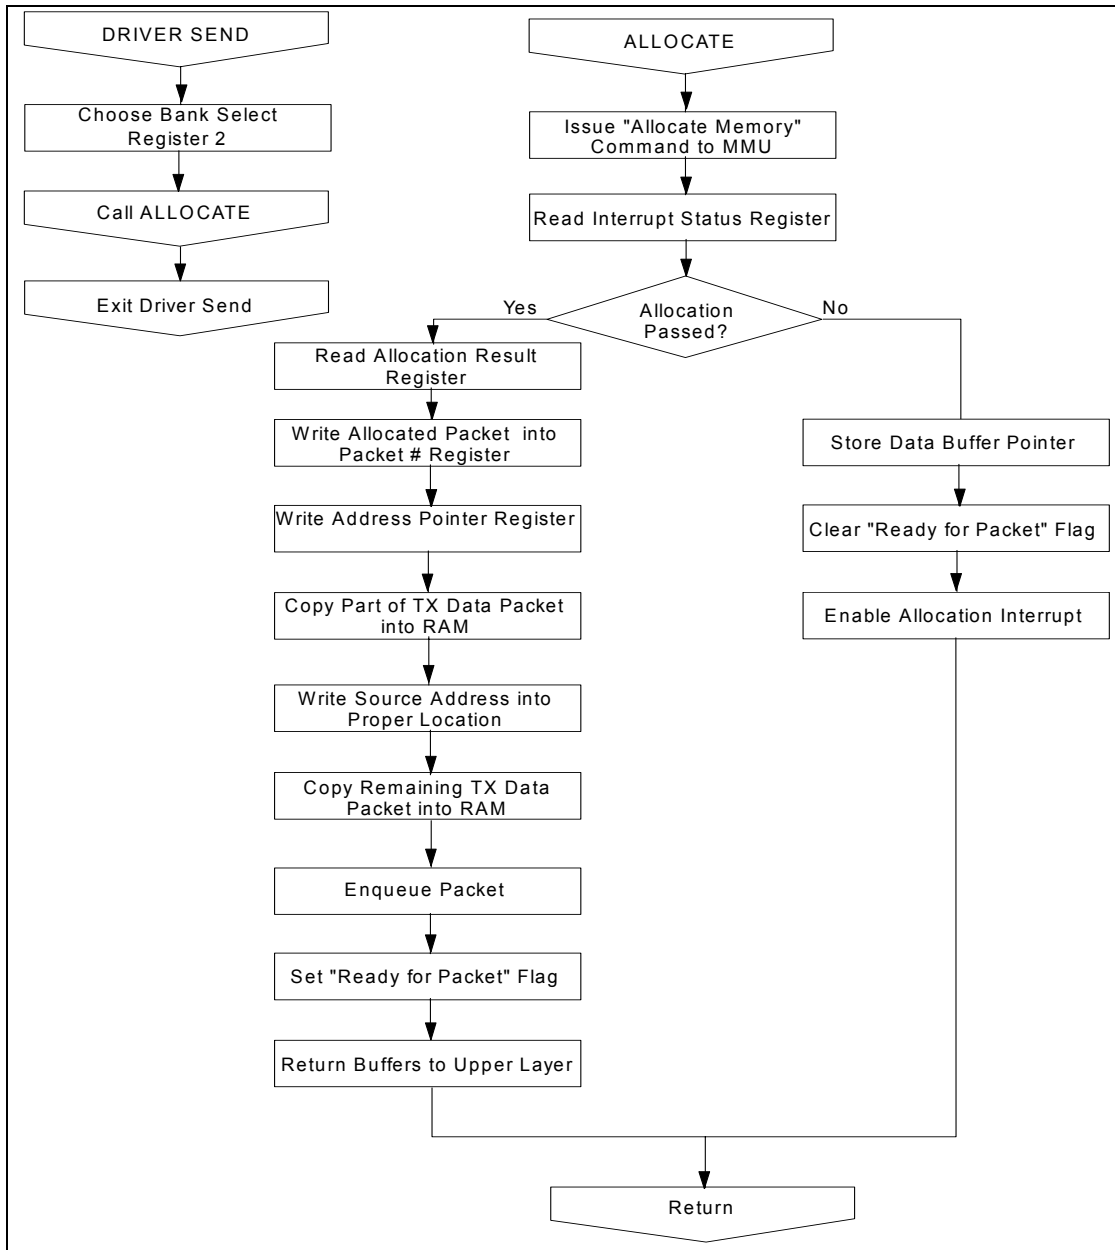 DRIVER SEND
Choose Bank Select
Register 2
Call ALLOCATE
Exit Driver Send
ALLOCATE
Issue "Allocate Memory"
Command to MMU
Read Interrupt Status Register
Allocation
Passed?
Yes
No
Read Allocation Result
Register
Write Allocated Packet into
Packet # Register
Write Address Pointer Register
Copy Part of TX Data Packet
into RAM
Write Source Address into
Proper Location
Copy Remaining TX Data
Packet into RAM
Enqueue Packet
Set "Ready for Packet" Flag
Return Buffers to Upper Layer
Store Data Buffer Pointer
Clear "Ready for Packet" Flag
Enable Allocation Interrupt
Return